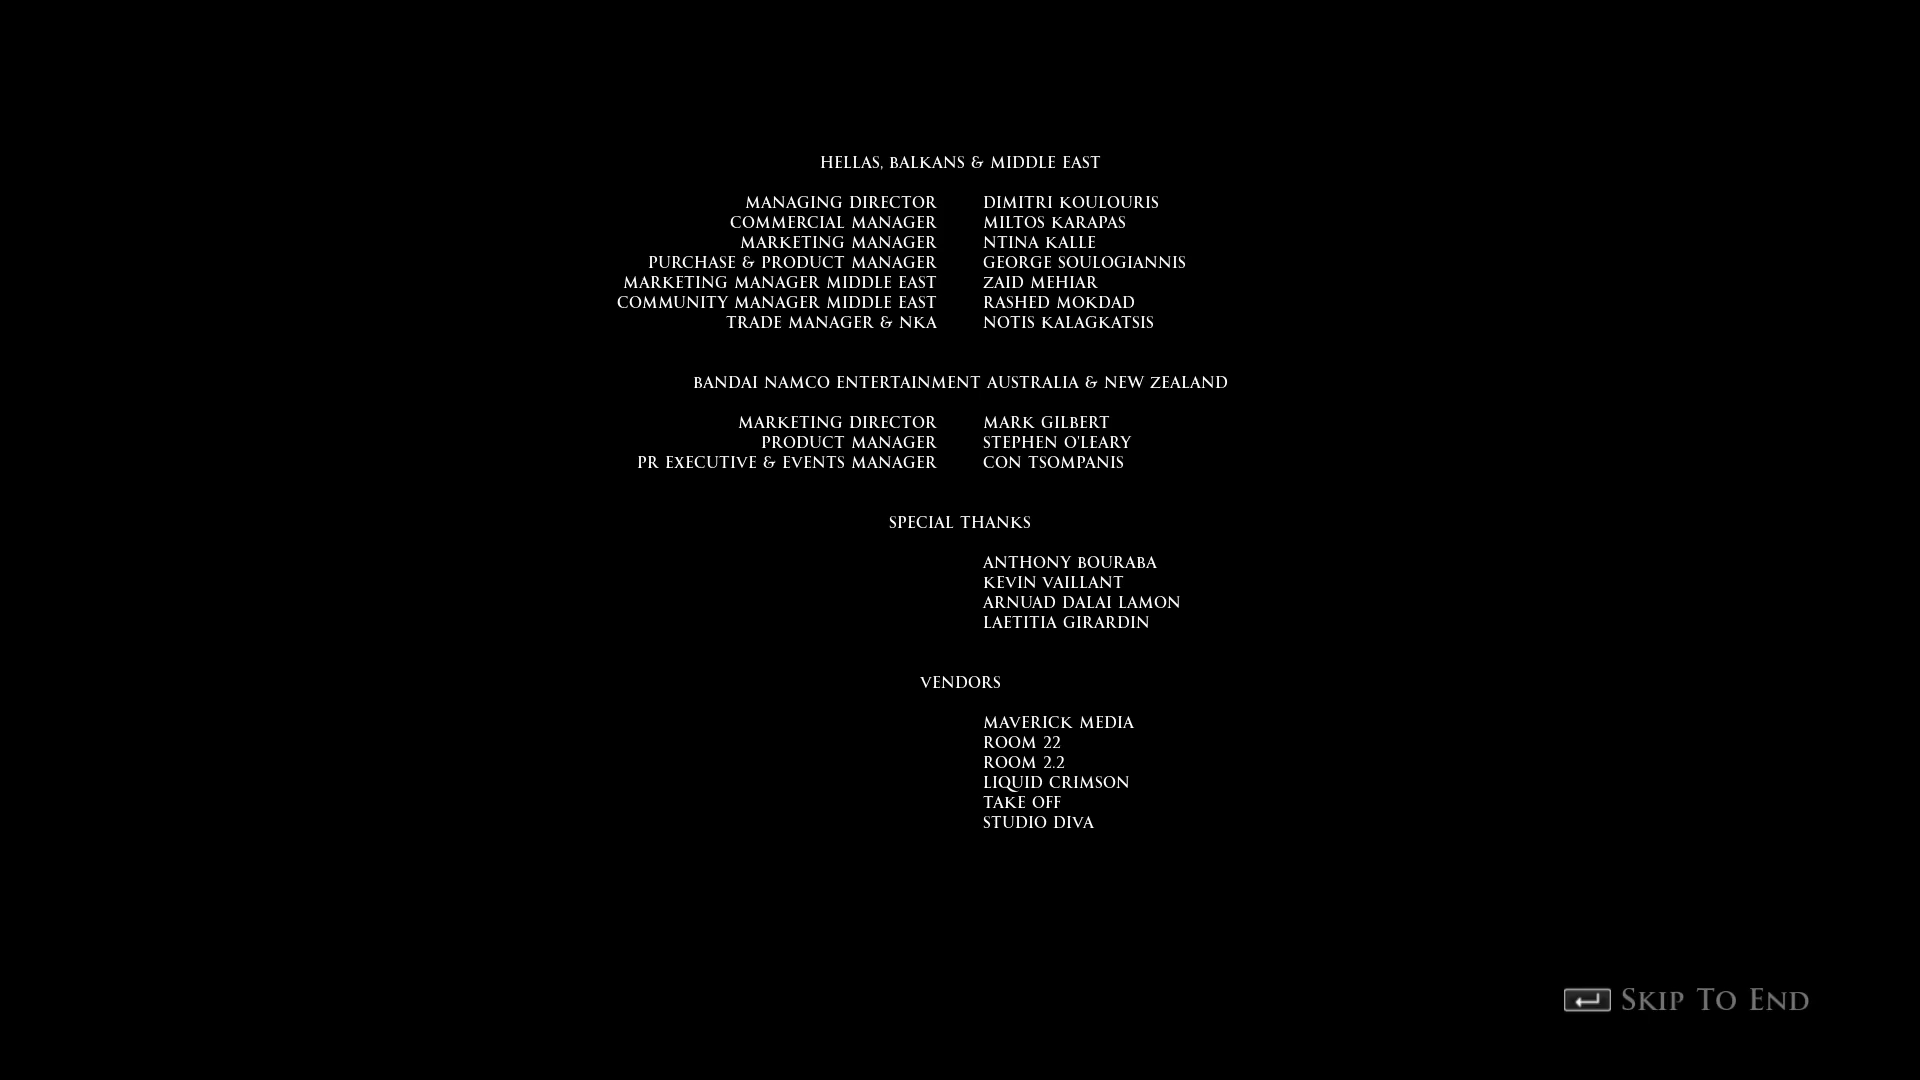 HELLAS, BALKANS & MIDDLE EAST
MANAGING DIRECTOR DIMITRI KOULOURIS
COMMERCIAL MANAGER MILTOS KARAPAS
MARKETING MANAGER NTINA KALLE
PURCHASE & PRODUCT MANAGER GEORGE SOULOGIANNIS
MARKETING MANAGER MIDDLE EAST ZAID MEHIAR
COMMUNITY MANAGER MIDDLE EAST RASHED MOKDAD
TRADE MANAGER & NKA NOTIS KALAGKATSIS
BANDAI NAMCO ENTERTAINMENT AUSTRALIA & NEW ZEALAND
MARKETING DIRECTOR MARK GILBERT
PRODUCT MANAGER STEPHEN O'LEARY
PR EXECUTIVE & EVENTS MANAGER CON TSOMPANIS
SPECIAL THANKS
ANTHONY BOURABA
KEVIN VAILLANT
ARNUAD DALAI LAMON
LAETITIA GIRARDIN
VENDORS
MAVERICK MEDIA
ROOM 22
ROOM 2.2
LIQUID CRIMSON
TAKE OFF
STUDIO DIVA
SKIP TO END